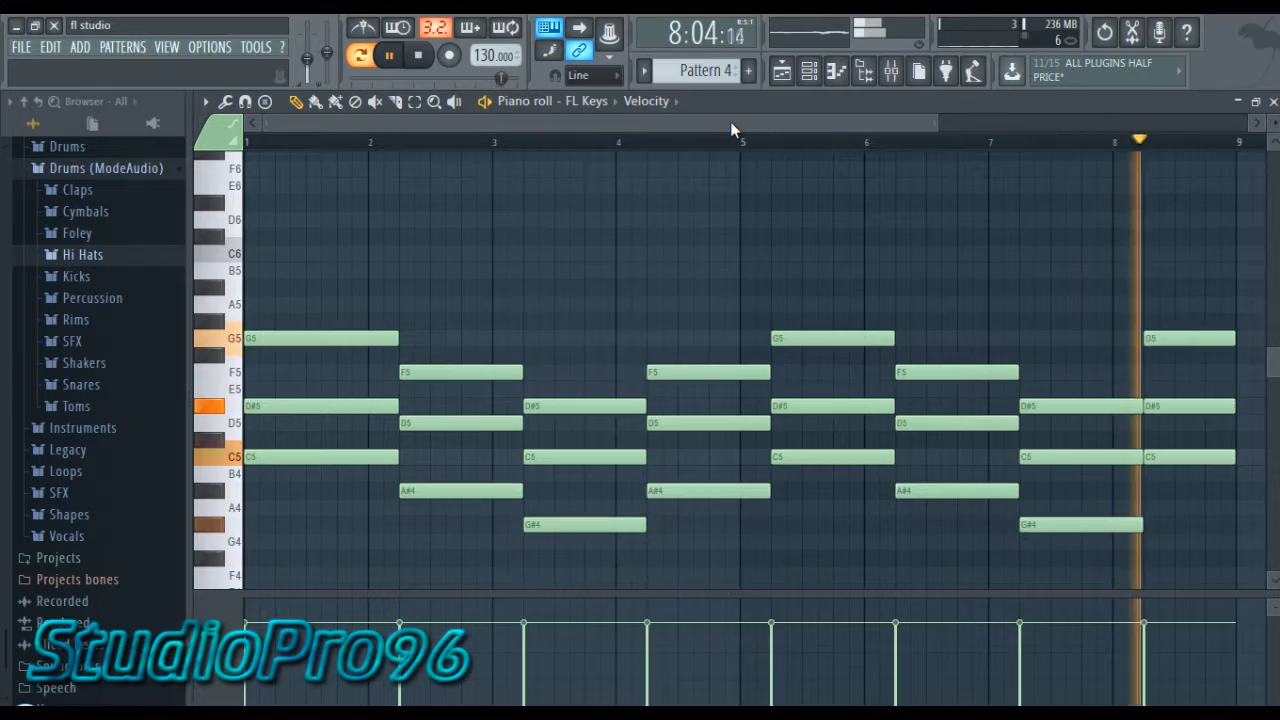 fl studio
FILE EDIT ADD PATTERNS VIEW OPTIONS TOOLS ?
3.2.
130.000
Line
8:04:14
B:S:T
Pattern 4
3
236 MB
6
11/15 ALL PLUGINS HALF
PRICE*
Browser - All
Piano roll - FL Keys Velocity
1 2 3 4 5 6 7 8 9
Drums
Drums (ModeAudio)
Claps
Cymbals
Foley
Hi Hats
Kicks
Percussion
Rims
SFX
Shakers
Snares
Toms
Instruments
Legacy
Loops
SFX
Shapes
Vocals
Projects
Projects bones
Recorded
Speech
F6
E6
D6
C6
B5
A5
G5
F5
E5
D5
C5
B4
A4
G4
F4
G5 G5 G5
F5 F5 F5
D#5 D#5 D#5 D#5 D#5
D5 D5 D5
C5 C5 C5 C5 C5
A#4 A#4 A#4
G#4 G#4
StudioPro96